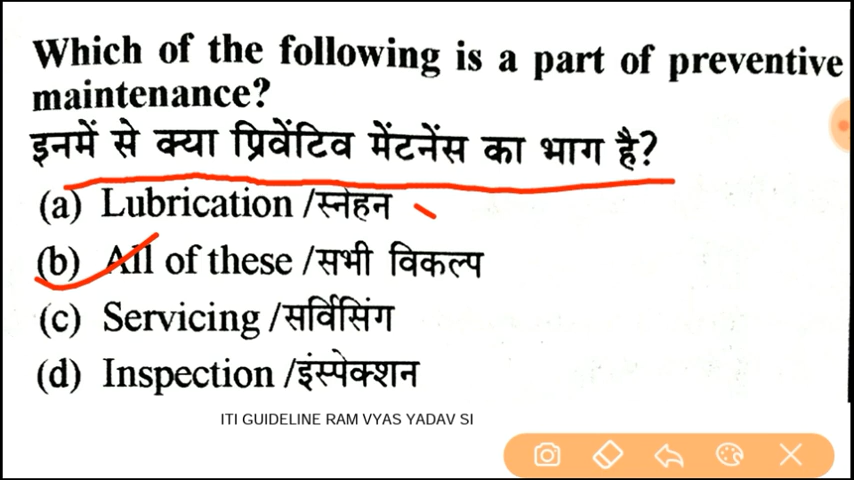 Which of the following is a part of preventive
maintenance?
इनमें से क्या प्रिवेंटिव मेंटनेंस का भाग है?
(a) Lubrication /स्नेहन
(b) All of these /सभी विकल्प
(c) Servicing /सर्विसिंग
(d) Inspection /इंस्पेक्शन
ITI GUIDELINE RAM VYAS YADAV SI